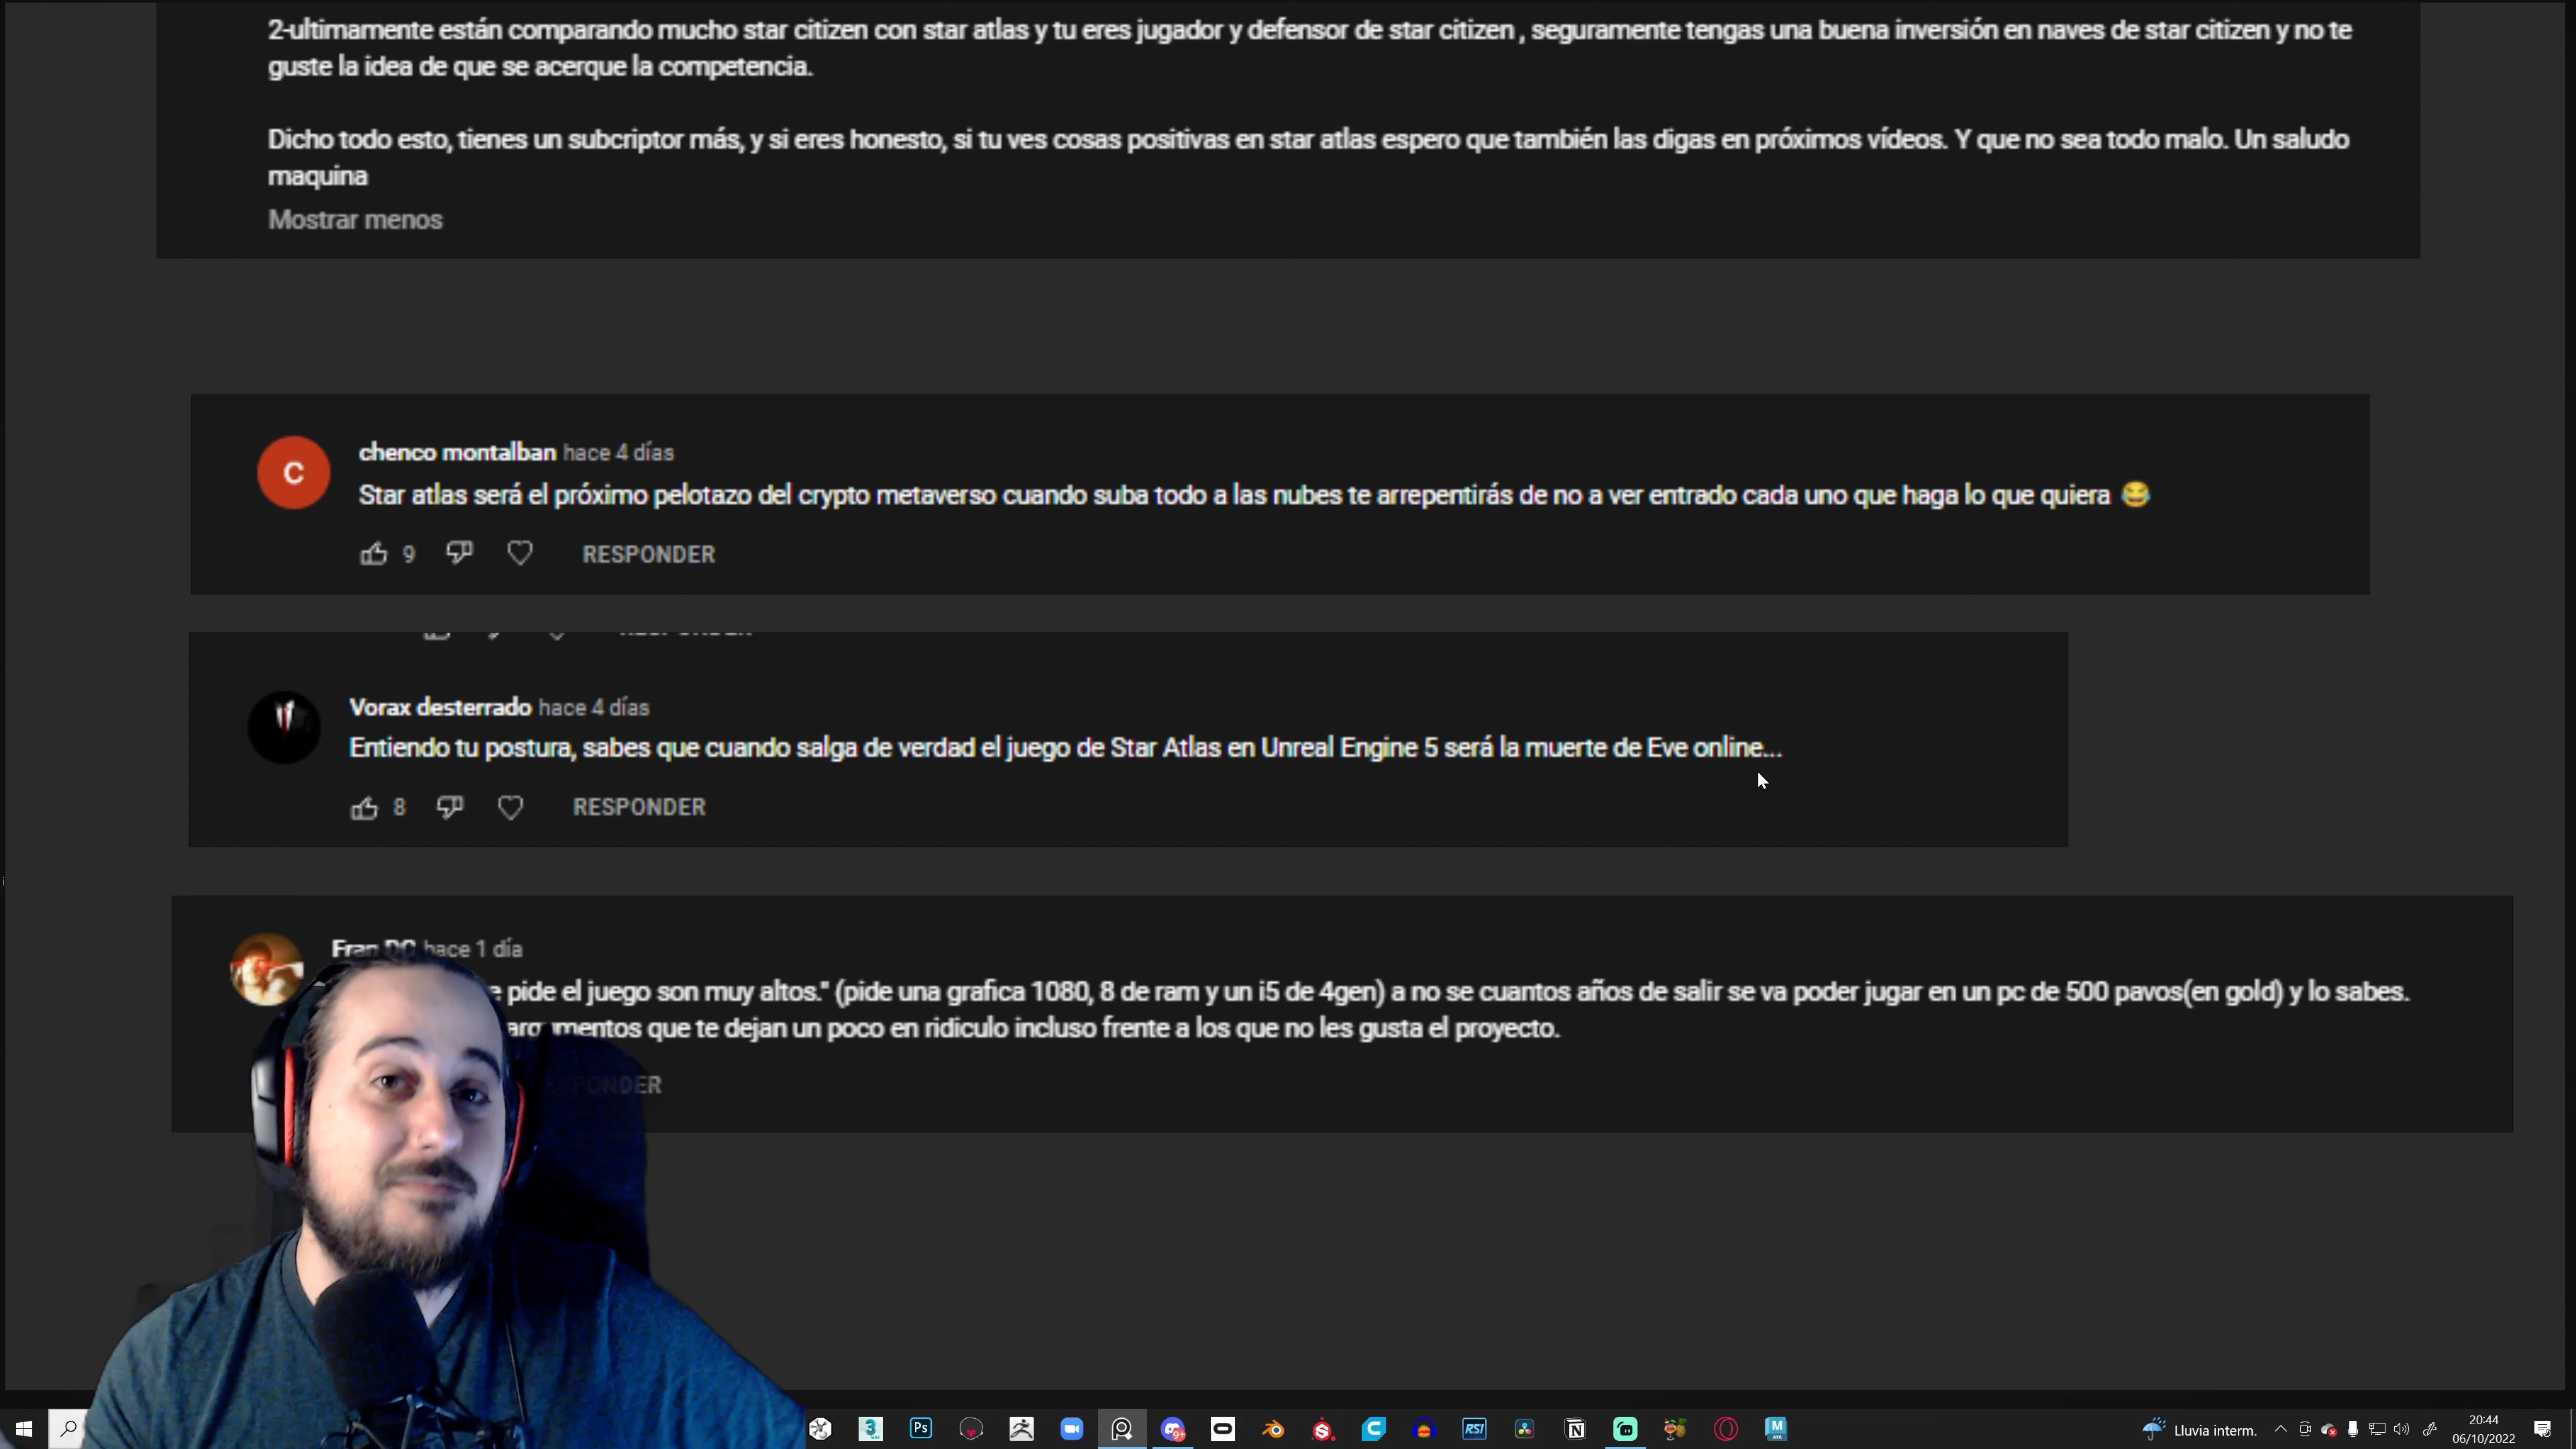 2-ultimamente están comparando mucho star citizen con star atlas y tu eres jugador y defensor de star citizen , seguramente tengas una buena inversión en naves de star citizen y no te
guste la idea de que se acerque la competencia.
Dicho todo esto, tienes un subcriptor más, y si eres honesto, si tu ves cosas positivas en star atlas espero que también las digas en próximos vídeos. Y que no sea todo malo. Un saludo
maquina
Mostrar menos
C
chenco montalban hace 4 días
Star atlas será el próximo pelotazo del crypto metaverso cuando suba todo a las nubes te arrepentirás de no a ver entrado cada uno que haga lo que quiera 😂
9 RESPONDER
Vorax desterrado hace 4 días
Entiendo tu postura, sabes que cuando salga de verdad el juego de Star Atlas en Unreal Engine 5 será la muerte de Eve online...
8 RESPONDER
Fran DC hace 1 día
pide el juego son muy altos." (pide una grafica 1080, 8 de ram y un i5 de 4gen) a no se cuantos años de salir se va poder jugar en un pc de 500 pavos(en gold) y lo sabes.
argumentos que te dejan un poco en ridiculo incluso frente a los que no les gusta el proyecto.
RESPONDER
3 Ps 9+ RSI N M Lluvia interm. 20:44
06/10/2022